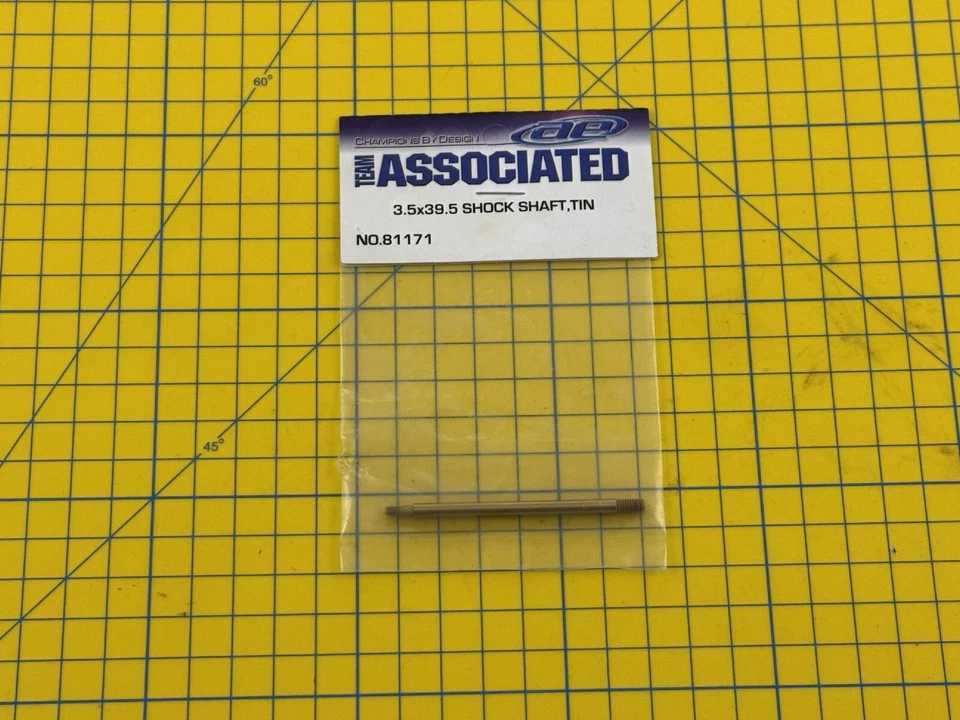 60°
CHAMPIONS BY DESIGN
ae
TEAM ASSOCIATED
3.5x39.5 SHOCK SHAFT,TIN
NO.81171
45°